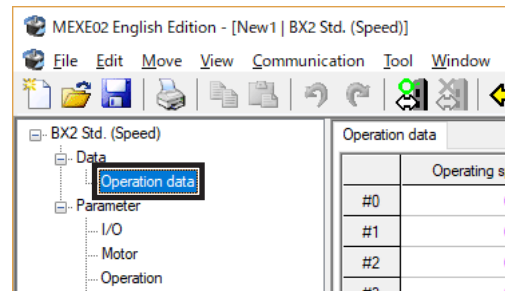 MEXE02 English Edition - [New1 | BX2 Std. (Speed)]
File Edit Move View Communication Tool Window
BX2 Std. (Speed)
Data
Operation data
Parameter
I/O
Motor
Operation
Operation data
Operating
#0
#1
#2